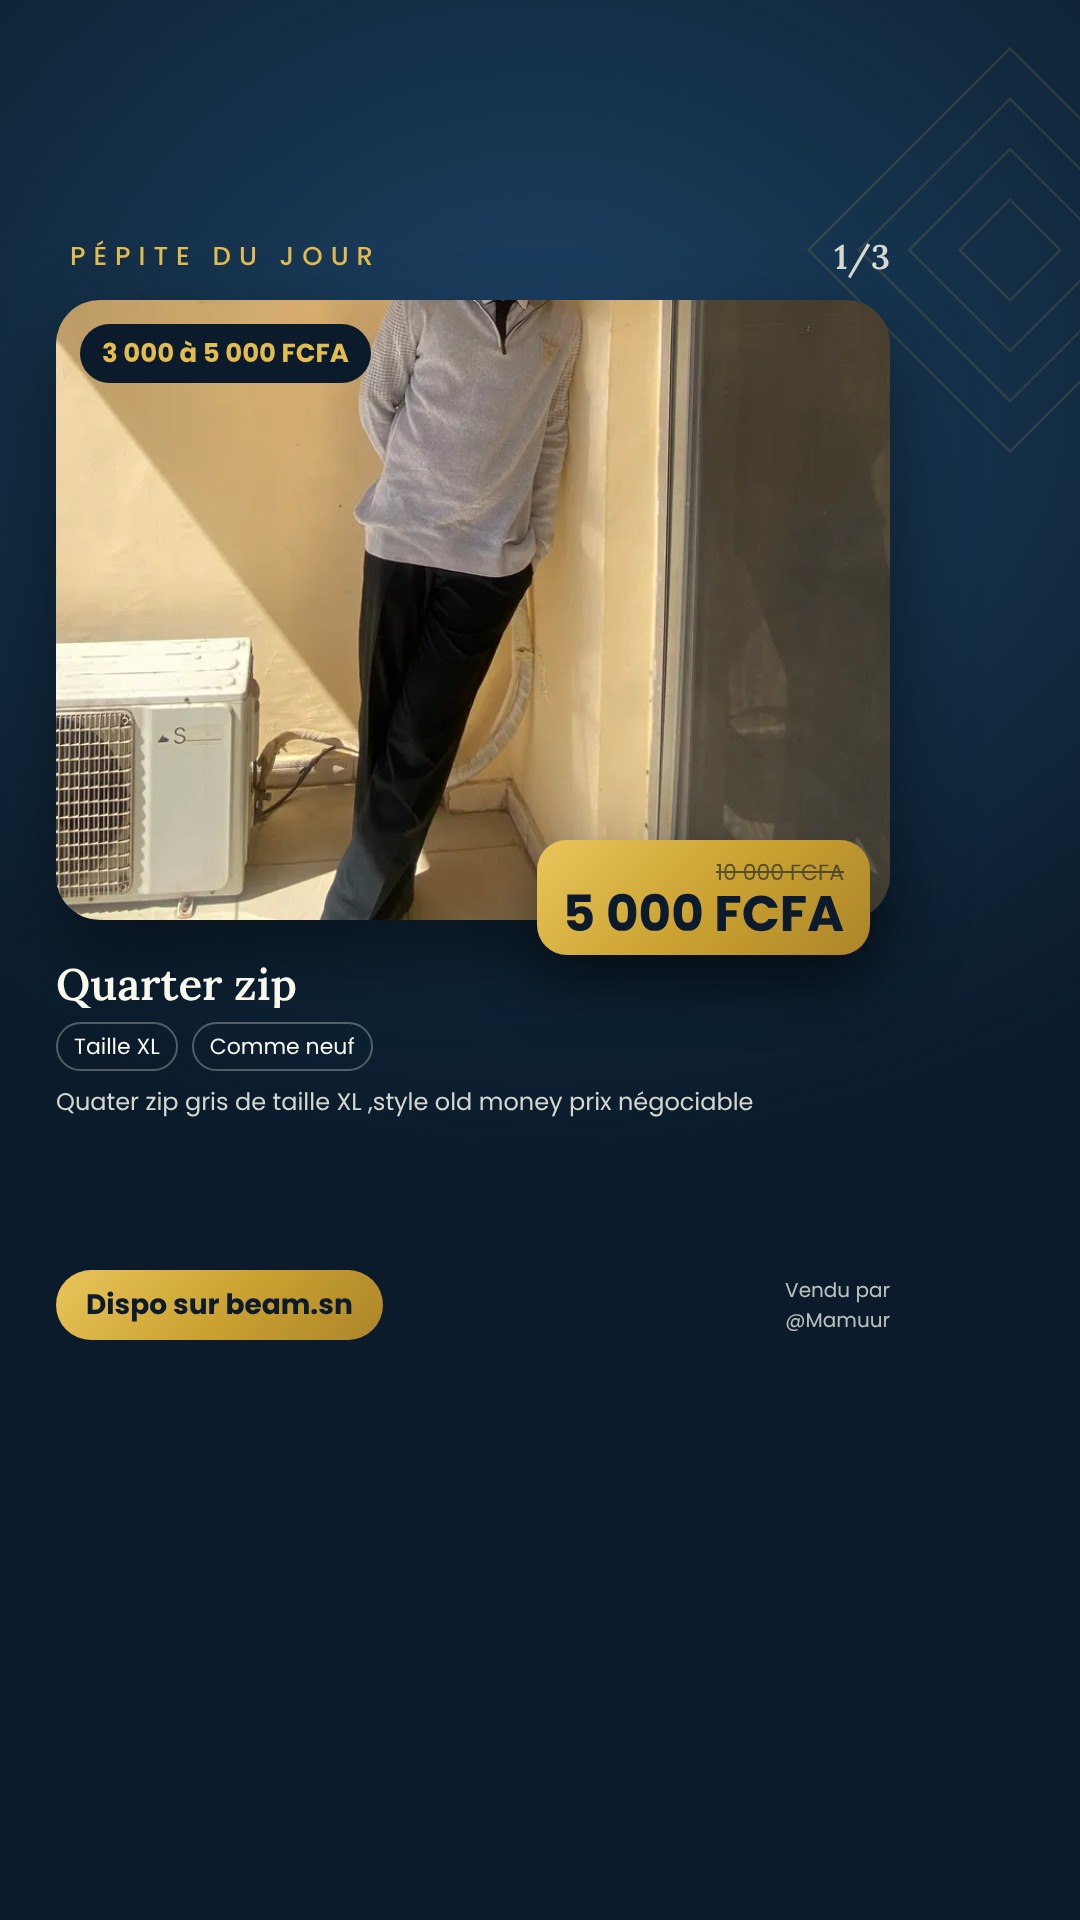 PÉPITE DU JOUR
1/3
3 000 à 5 000 FCFA
S
10 000 FCFA
5 000 FCFA
Quarter zip
Taille XL
Comme neuf
Quater zip gris de taille XL ,style old money prix négociable
Dispo sur beam.sn
Vendu par
@Mamuur